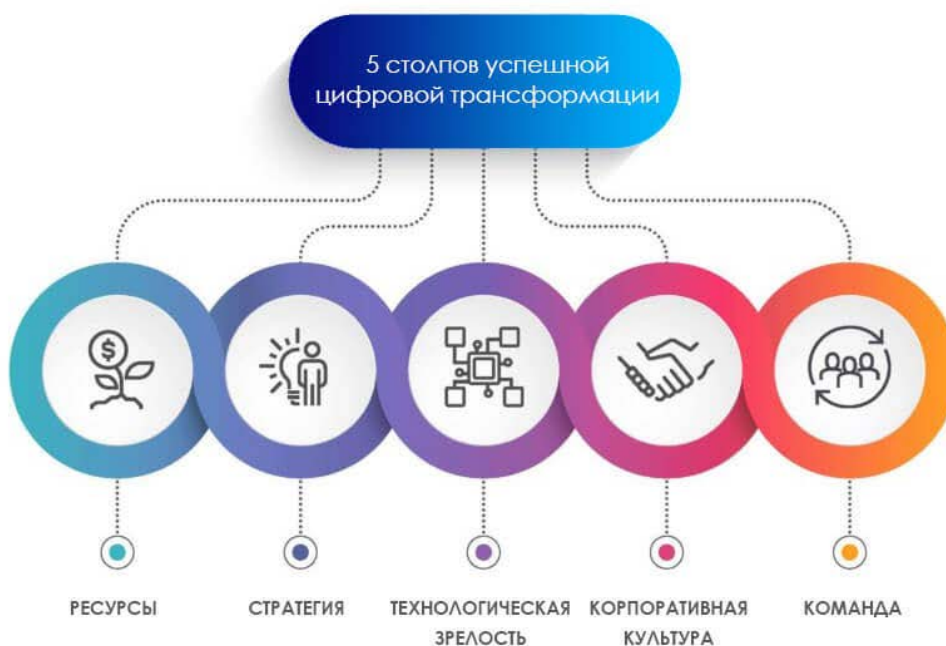 5 столпов успешной
цифровой трансформации
$
РЕСУРСЫ
СТРАТЕГИЯ
ТЕХНОЛОГИЧЕСКАЯ
ЗРЕЛОСТЬ
КОРПОРАТИВНАЯ
КУЛЬТУРА
КОМАНДА